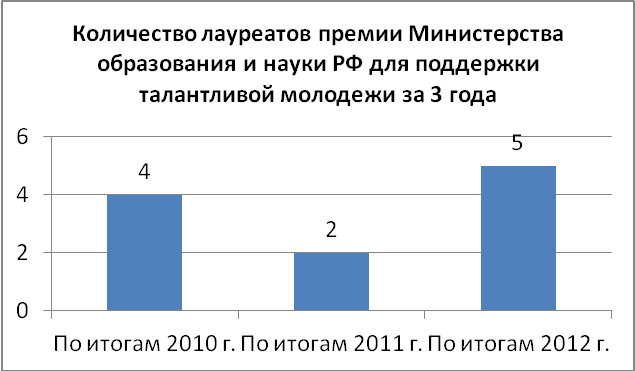 Количество лауреатов премии Министерства
образования и науки РФ для поддержки
талантливой молодежи за 3 года
6
4
2
0
4
2
5
По итогам 2010 г. По итогам 2011 г. По итогам 2012 г.